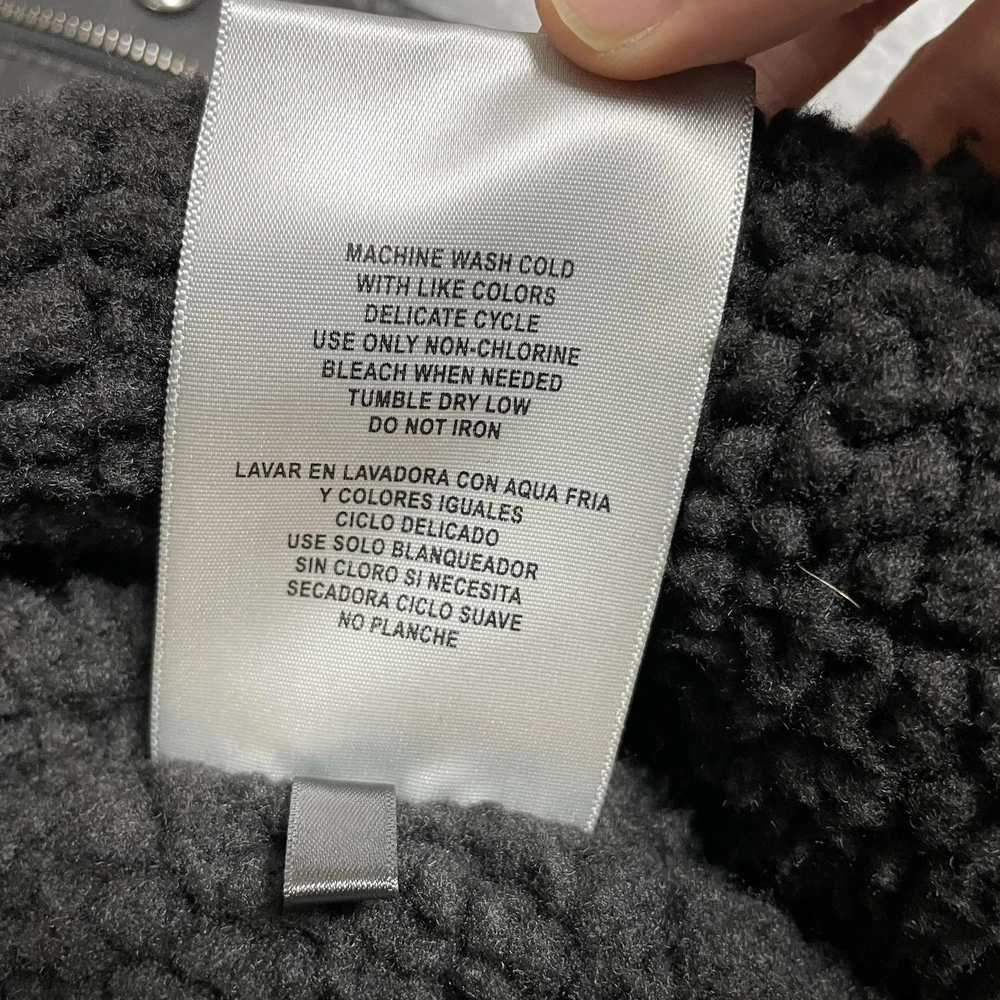 MACHINE WASH COLD
WITH LIKE COLORS
DELICATE CYCLE
USE ONLY NON-CHLORINE
BLEACH WHEN NEEDED
TUMBLE DRY LOW
DO NOT IRON
LAVAR EN LAVADORA CON AQUA FRIA
Y COLORES IGUALES
CICLO DELICADO
USE SOLO BLANQUEADOR
SIN CLORO SI NECESITA
SECADORA CICLO SUAVE
NO PLANCHE